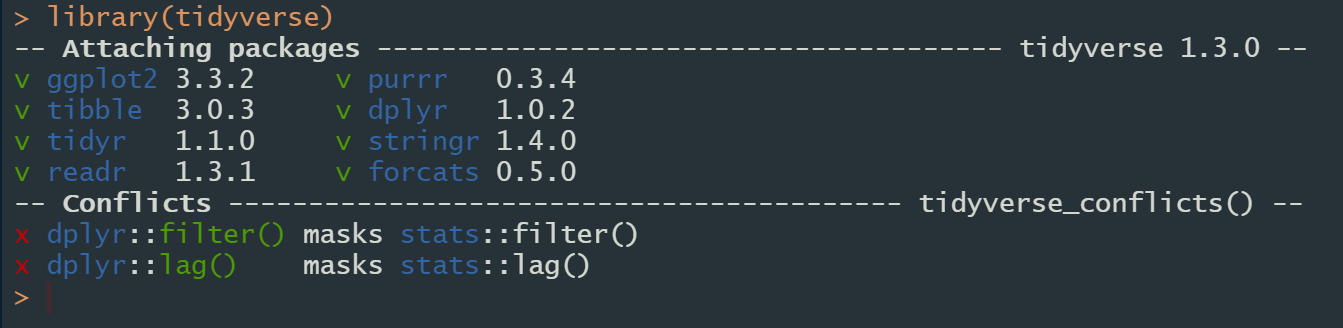 > library(tidyverse)
-- Attaching packages --------------------------------------- tidyverse 1.3.0 --
v ggplot2 3.3.2     v purrr   0.3.4
v tibble  3.0.3     v dplyr   1.0.2
v tidyr   1.1.0     v stringr 1.4.0
v readr   1.3.1     v forcats 0.5.0
-- Conflicts ------------------------------------------ tidyverse_conflicts() --
x dplyr::filter() masks stats::filter()
x dplyr::lag()    masks stats::lag()
>